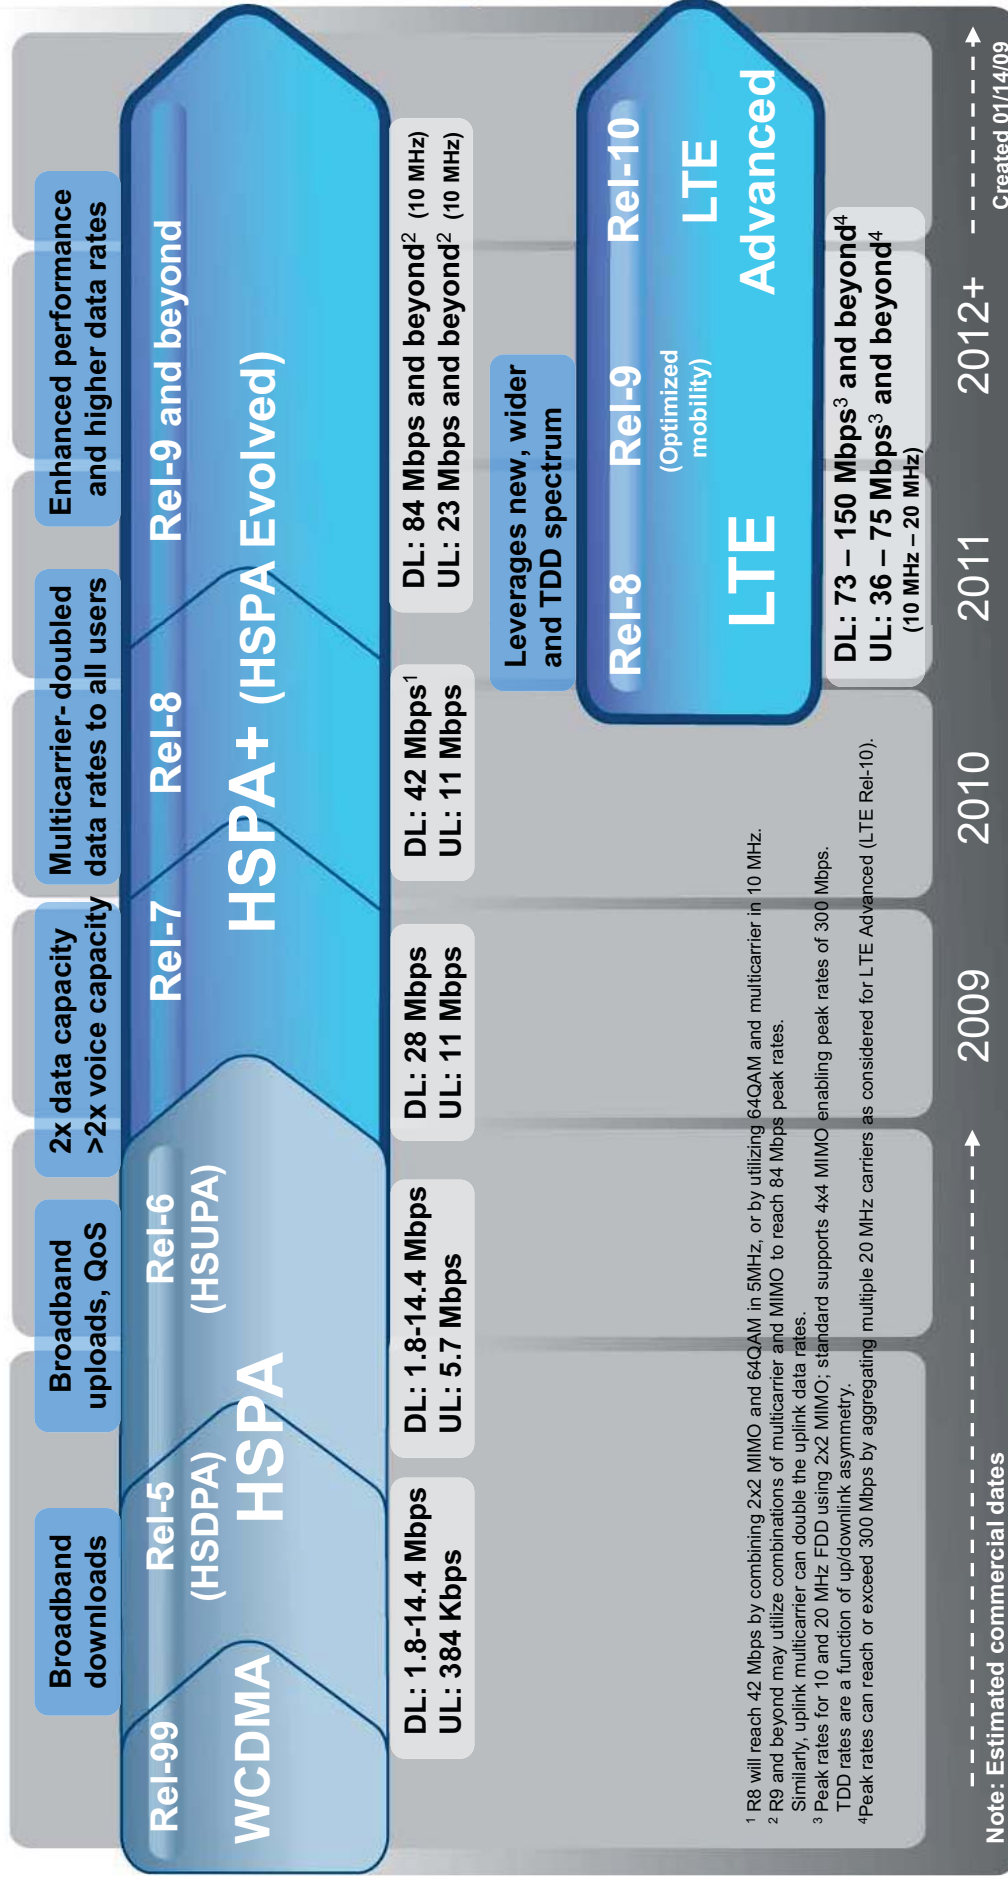 Broadband
downloads
Broadband
uploads, QoS
2x data capacity
>2x voice capacity
Multicarrier-doubled
data rates to all users
Enhanced performance
and higher data rates
Rel-99
Rel-5
(HSDPA)
Rel-6
(HSUPA)
Rel-7
Rel-8
Rel-9 and beyond
WCDMA
HSPA
HSPA+ (HSPA Evolved)
DL: 1.8-14.4 Mbps
UL: 384 Kbps
DL: 1.8-14.4 Mbps
UL: 5.7 Mbps
DL: 28 Mbps
UL: 11 Mbps
DL: 42 Mbps¹
UL: 11 Mbps
DL: 84 Mbps and beyond² (10 MHz)
UL: 23 Mbps and beyond² (10 MHz)
Leverages new, wider
and TDD spectrum
Rel-8
Rel-9
(Optimized
mobility)
Rel-10
LTE
LTE
Advanced
DL: 73 – 150 Mbps³ and beyond⁴
UL: 36 – 75 Mbps³ and beyond⁴
(10 MHz – 20 MHz)
¹ R8 will reach 42 Mbps by combining 2x2 MIMO and 64QAM in 5MHz, or by utilizing 64QAM and multicarrier in 10 MHz.
² R9 and beyond may utilize combinations of multicarrier and MIMO to reach 84 Mbps peak rates.
Similarly, uplink multicarrier can double the uplink data rates.
³ Peak rates for 10 and 20 MHz FDD using 2x2 MIMO; standard supports 4x4 MIMO enabling peak rates of 300 Mbps.
TDD rates are a function of up/downlink asymmetry.
⁴Peak rates can reach or exceed 300 Mbps by aggregating multiple 20 MHz carriers as considered for LTE Advanced (LTE Rel-10).
2009
2010
2011
2012+
Note: Estimated commercial dates
Created 01/14/09